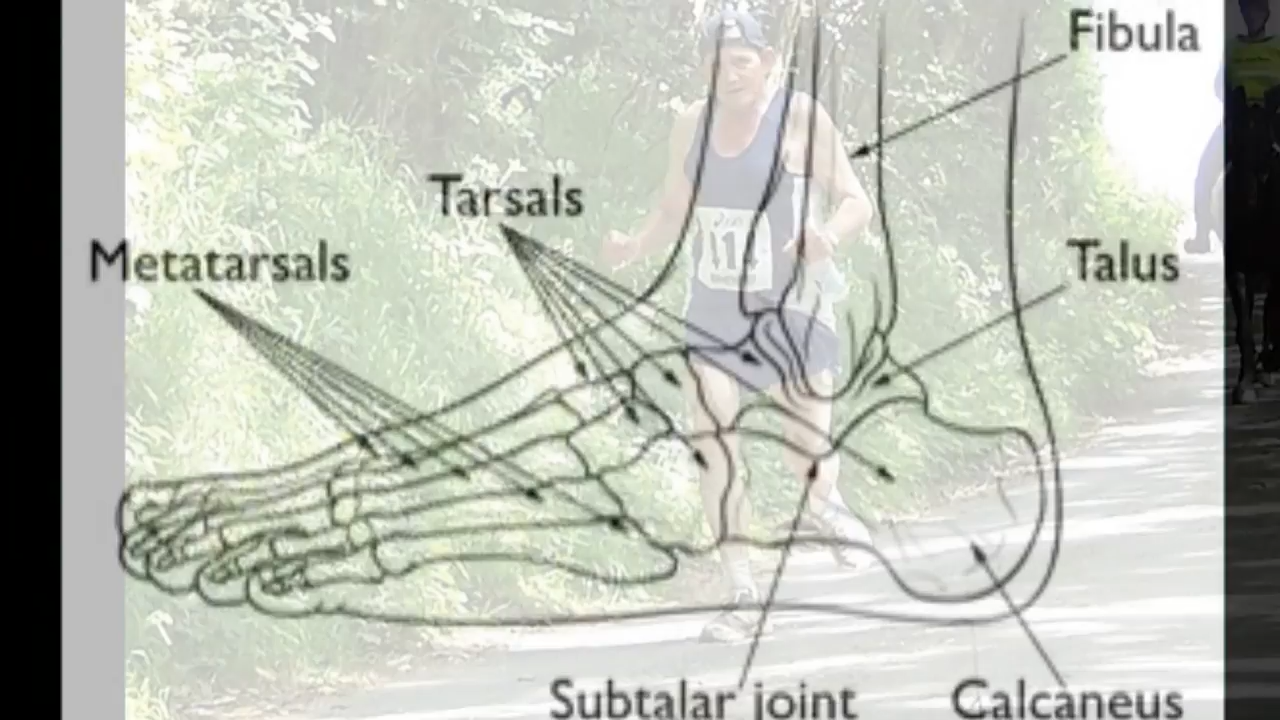 Fibula
Tarsals
Metatarsals
Talus
Subtalar joint
Calcaneus